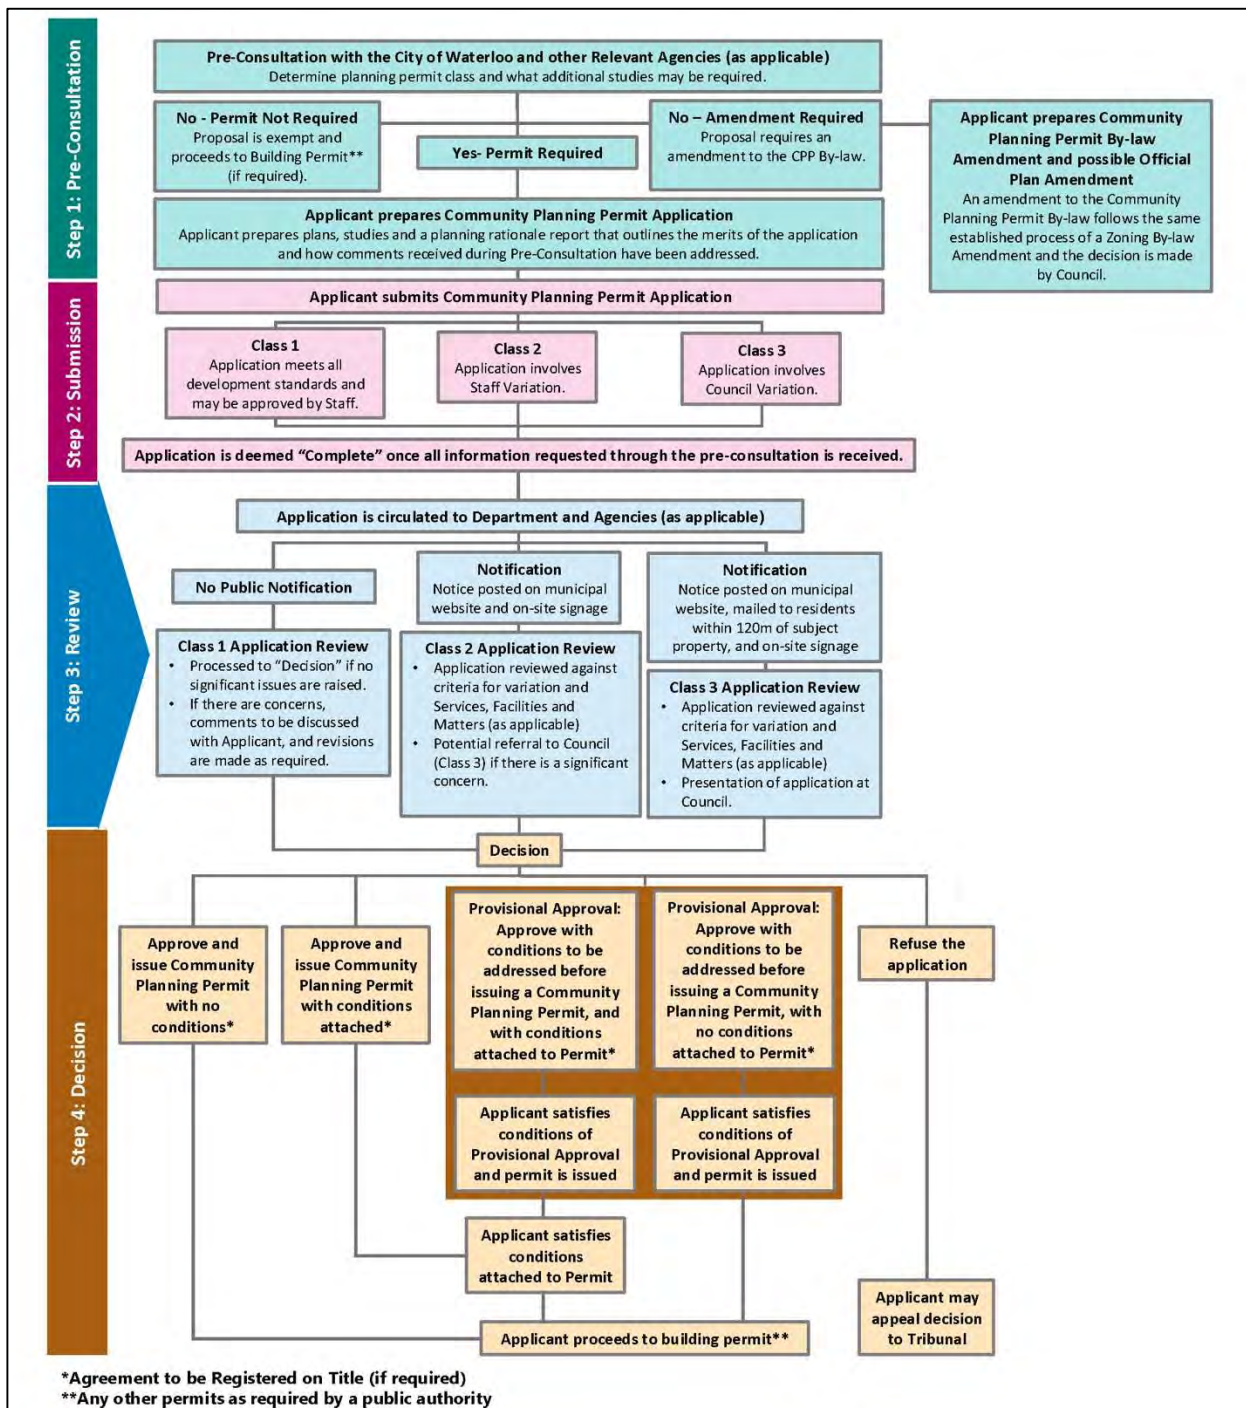 Step 1: Pre-Consultation
Pre-Consultation with the City of Waterloo and other Relevant Agencies (as applicable)
Determine planning permit class and what additional studies may be required.
No - Permit Not Required
Proposal is exempt and
proceeds to Building Permit**
(if required).
Yes- Permit Required
No – Amendment Required
Proposal requires an
amendment to the CPP By-law.
Applicant prepares Community
Planning Permit By-law
Amendment and possible Official
Plan Amendment
An amendment to the Community
Planning Permit By-law follows the same
established process of a Zoning By-law
Amendment and the decision is made
by Council.
Applicant prepares Community Planning Permit Application
Applicant prepares plans, studies and a planning rationale report that outlines the merits of the application
and how comments received during Pre-Consultation have been addressed.
Step 2: Submission
Applicant submits Community Planning Permit Application
Class 1
Application meets all
development standards and
may be approved by Staff.
Class 2
Application involves
Staff Variation.
Class 3
Application involves
Council Variation.
Application is deemed “Complete” once all information requested through the pre-consultation is received.
Step 3: Review
Application is circulated to Department and Agencies (as applicable)
No Public Notification
Class 1 Application Review
• Processed to “Decision” if no
significant issues are raised.
• If there are concerns,
comments to be discussed
with Applicant, and revisions
are made as required.
Notification
Notice posted on municipal
website and on-site signage
Class 2 Application Review
• Application reviewed against
criteria for variation and
Services, Facilities and
Matters (as applicable)
• Potential referral to Council
(Class 3) if there is a significant
concern.
Notification
Notice posted on municipal
website, mailed to residents
within 120m of subject
property, and on-site signage
Class 3 Application Review
• Application reviewed against
criteria for variation and
Services, Facilities and
Matters (as applicable)
• Presentation of application at
Council.
Step 4: Decision
Decision
Approve and
issue Community
Planning Permit
with no
conditions*
Approve and
issue Community
Planning Permit
with conditions
attached*
Provisional Approval:
Approve with
conditions to be
addressed before
issuing a Community
Planning Permit, and
with conditions
attached to Permit*
Provisional Approval:
Approve with
conditions to be
addressed before
issuing a Community
Planning Permit, with
no conditions
attached to Permit*
Refuse the
application
Applicant satisfies
conditions of
Provisional Approval
and permit is issued
Applicant satisfies
conditions of
Provisional Approval
and permit is issued
Applicant satisfies
conditions
attached to Permit
Applicant may
appeal decision
to Tribunal
Applicant proceeds to building permit**
*Agreement to be Registered on Title (if required)
**Any other permits as required by a public authority